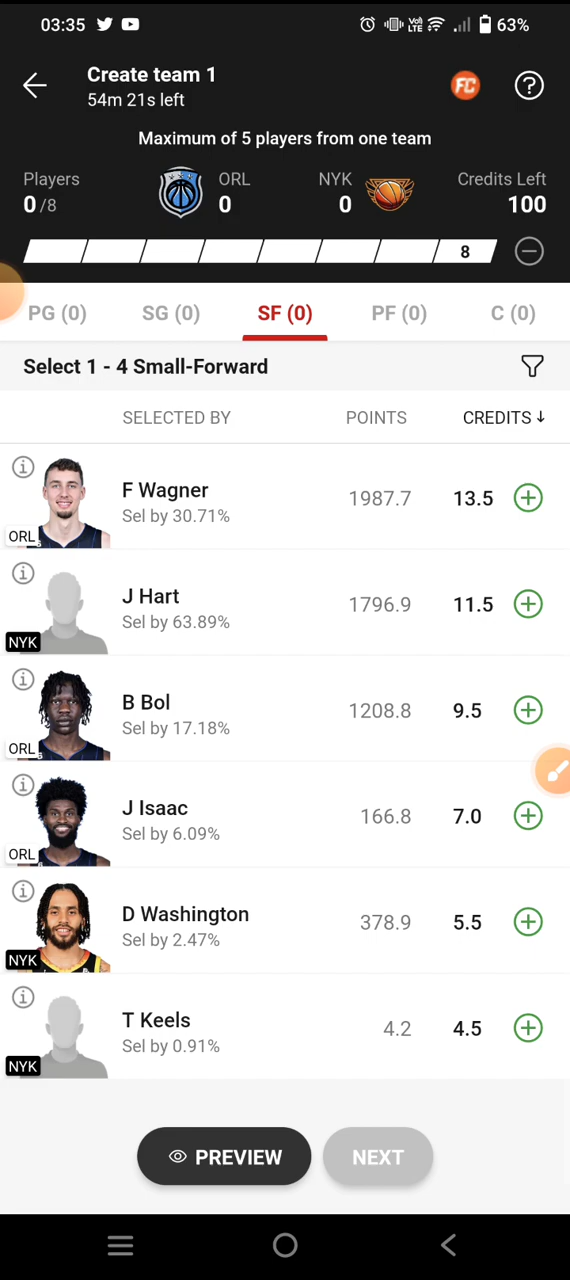 03:35
VoI) LTE
63%
Create team 1
54m 21s left
FC
?
Maximum of 5 players from one team
Players
0 /8
ORL
0
NYK
0
Credits Left
100
8
PG (0) SG (0) SF (0) PF (0) C (0)
Select 1 - 4 Small-Forward
SELECTED BY POINTS CREDITS ↓
F Wagner
Sel by 30.71%
1987.7 13.5
ORL
J Hart
Sel by 63.89%
1796.9 11.5
NYK
B Bol
Sel by 17.18%
1208.8 9.5
ORL
J Isaac
Sel by 6.09%
166.8 7.0
ORL
D Washington
Sel by 2.47%
378.9 5.5
NYK
T Keels
Sel by 0.91%
4.2 4.5
NYK
PREVIEW
NEXT